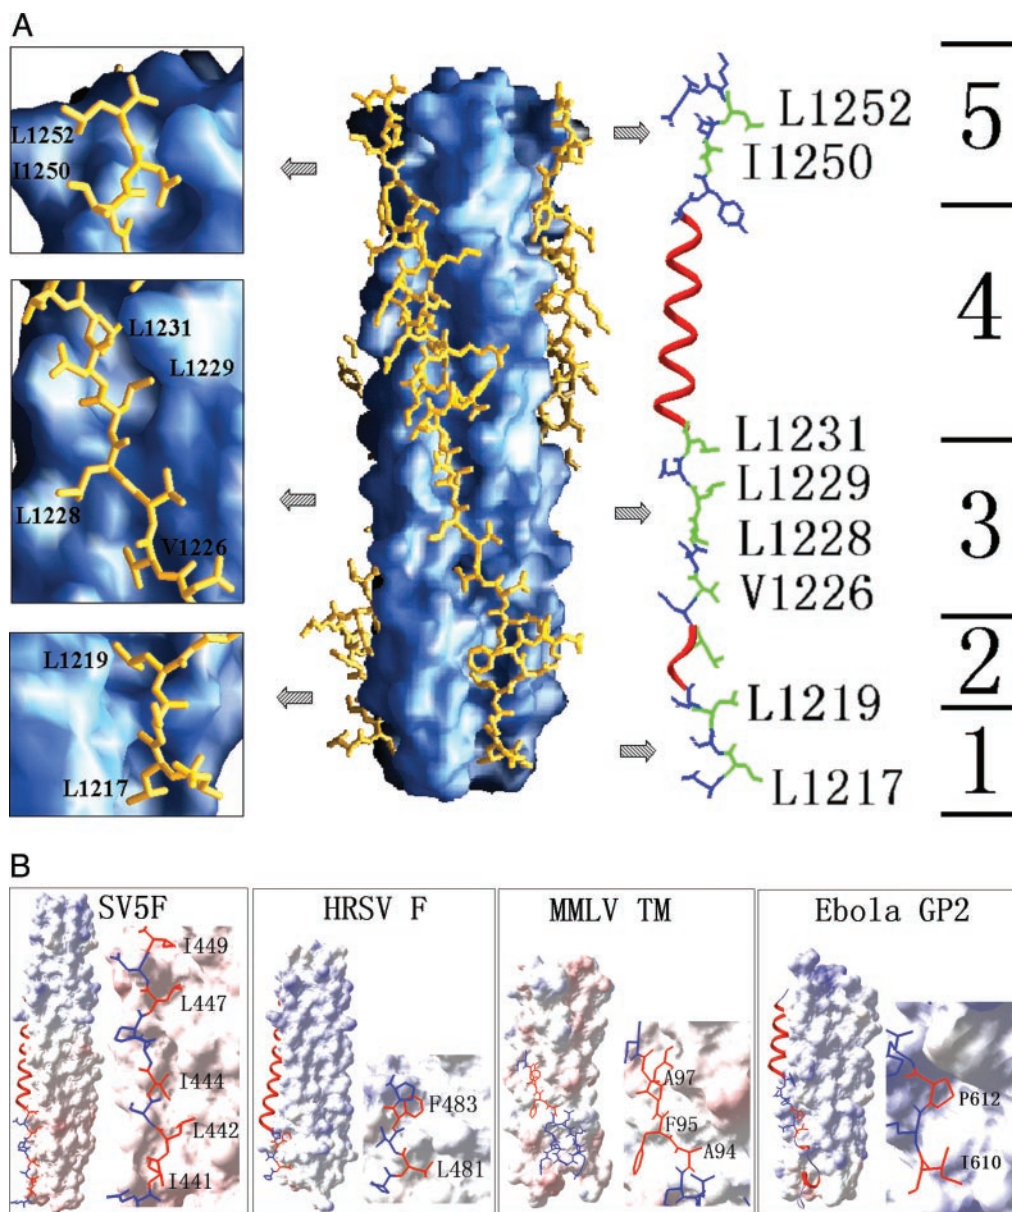 A
L1252
I1250
L1231
L1229
L1228
V1226
L1219
L1217
L1252
I1250
L1231
L1229
L1228
V1226
L1219
L1217
5
4
3
2
1
B
SV5F
I449
L447
I444
L442
I441
HRSV F
F483
L481
MMLV TM
A97
F95
A94
Ebola GP2
P612
I610